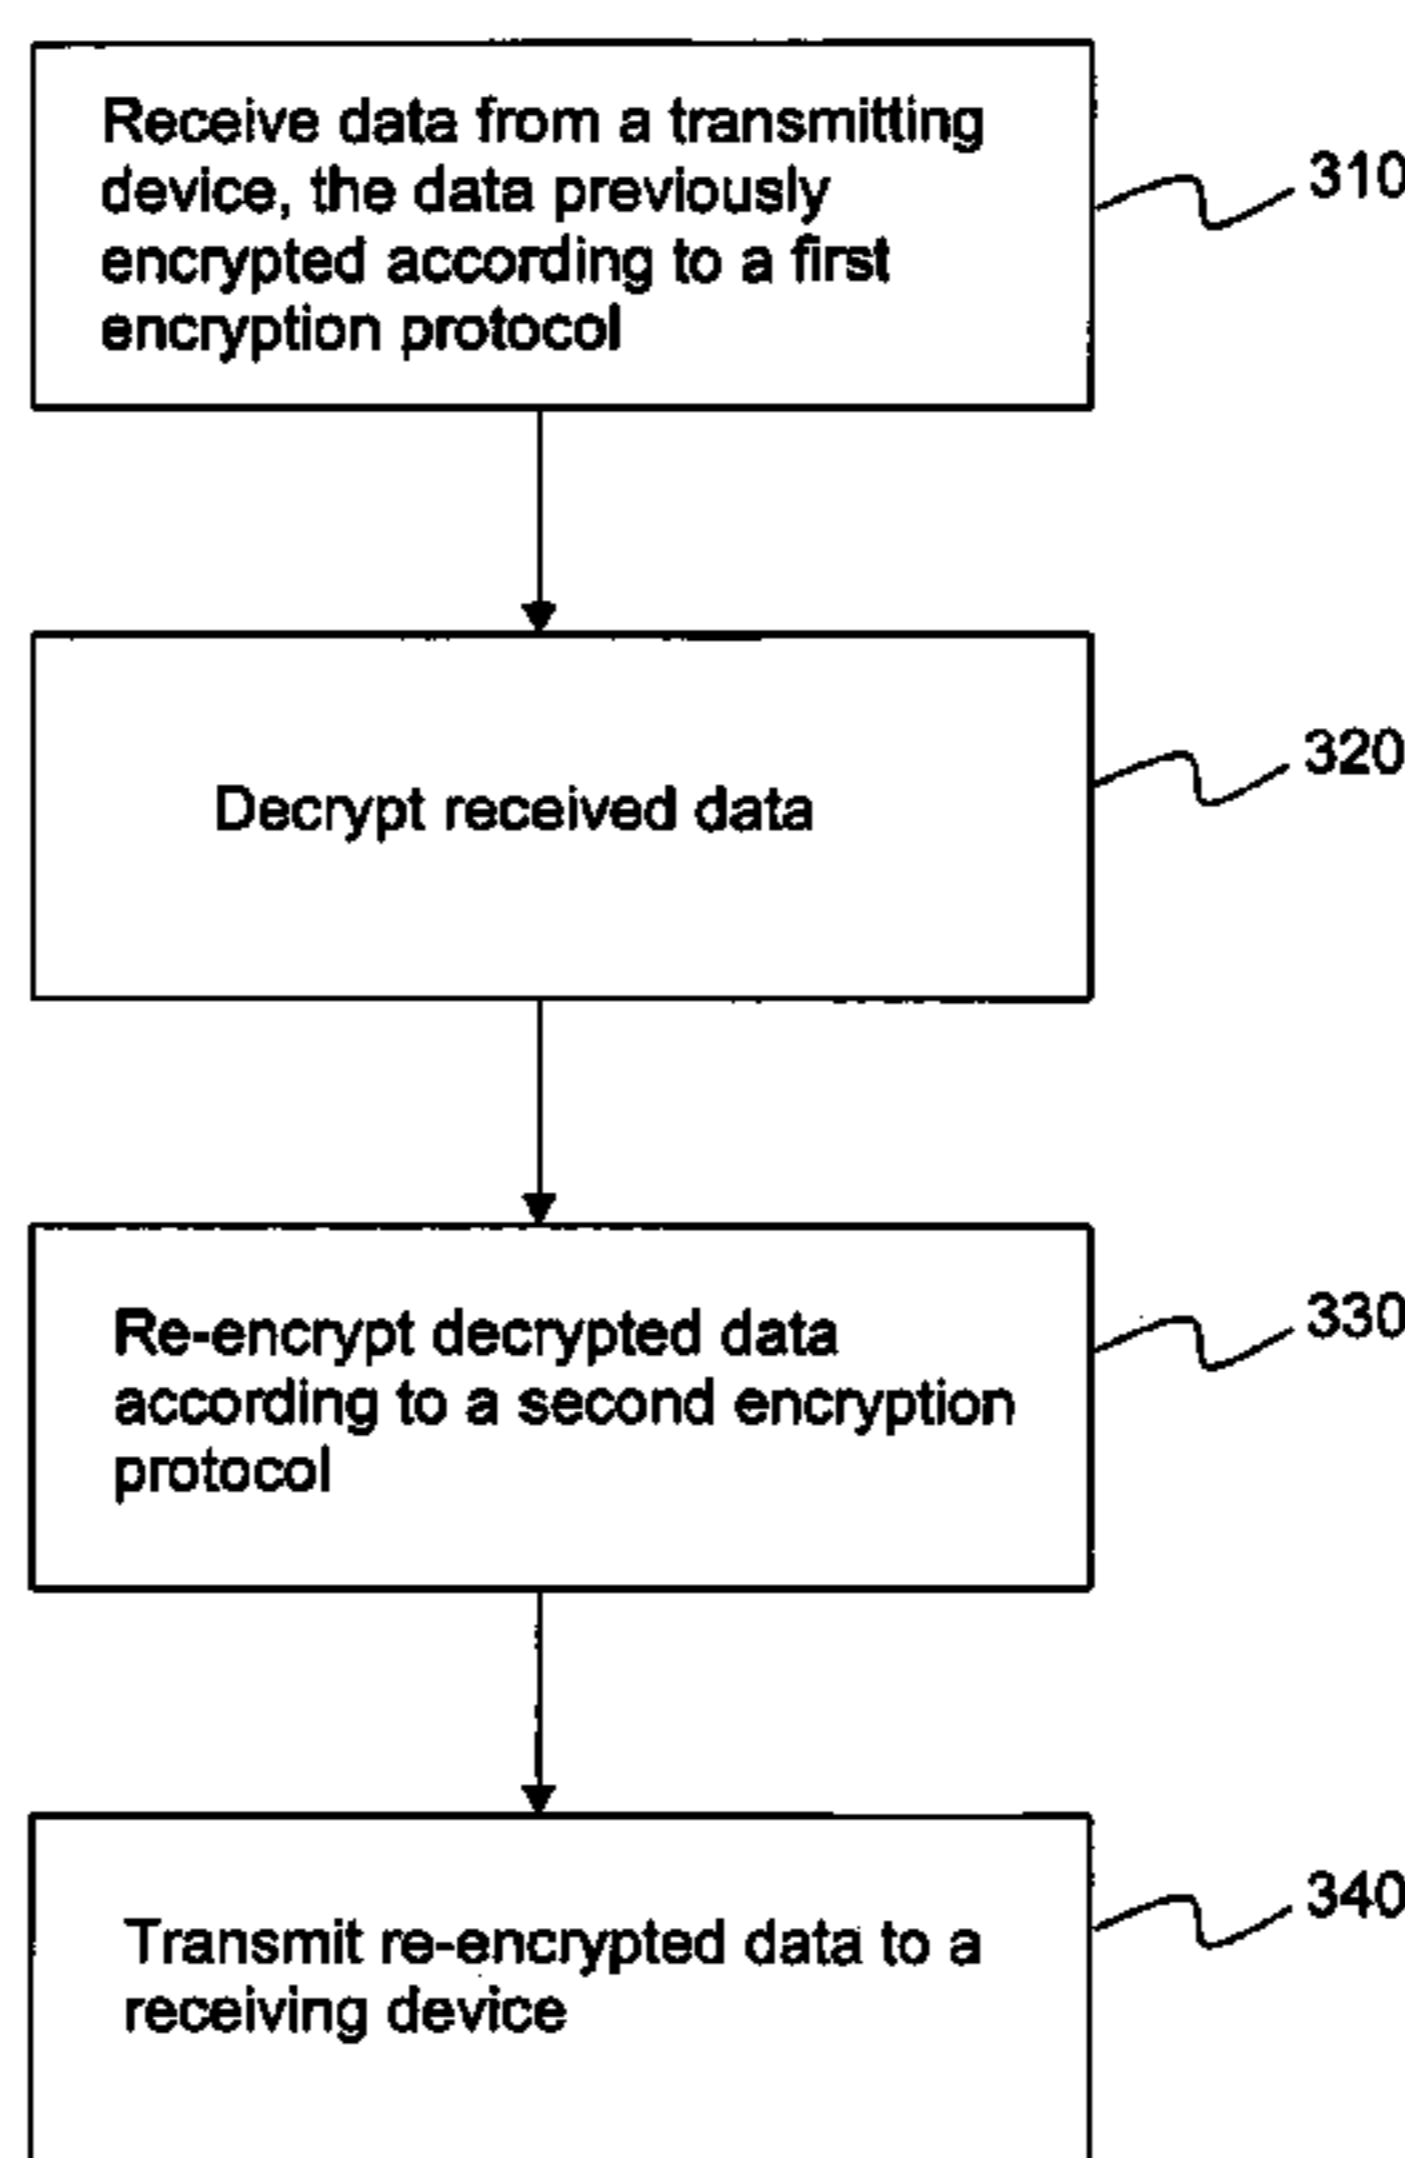 Receive data from a transmitting
device, the data previously
encrypted according to a first
encryption protocol
310
Decrypt received data
320
Re-encrypt decrypted data
according to a second encryption
protocol
330
Transmit re-encrypted data to a
receiving device
340